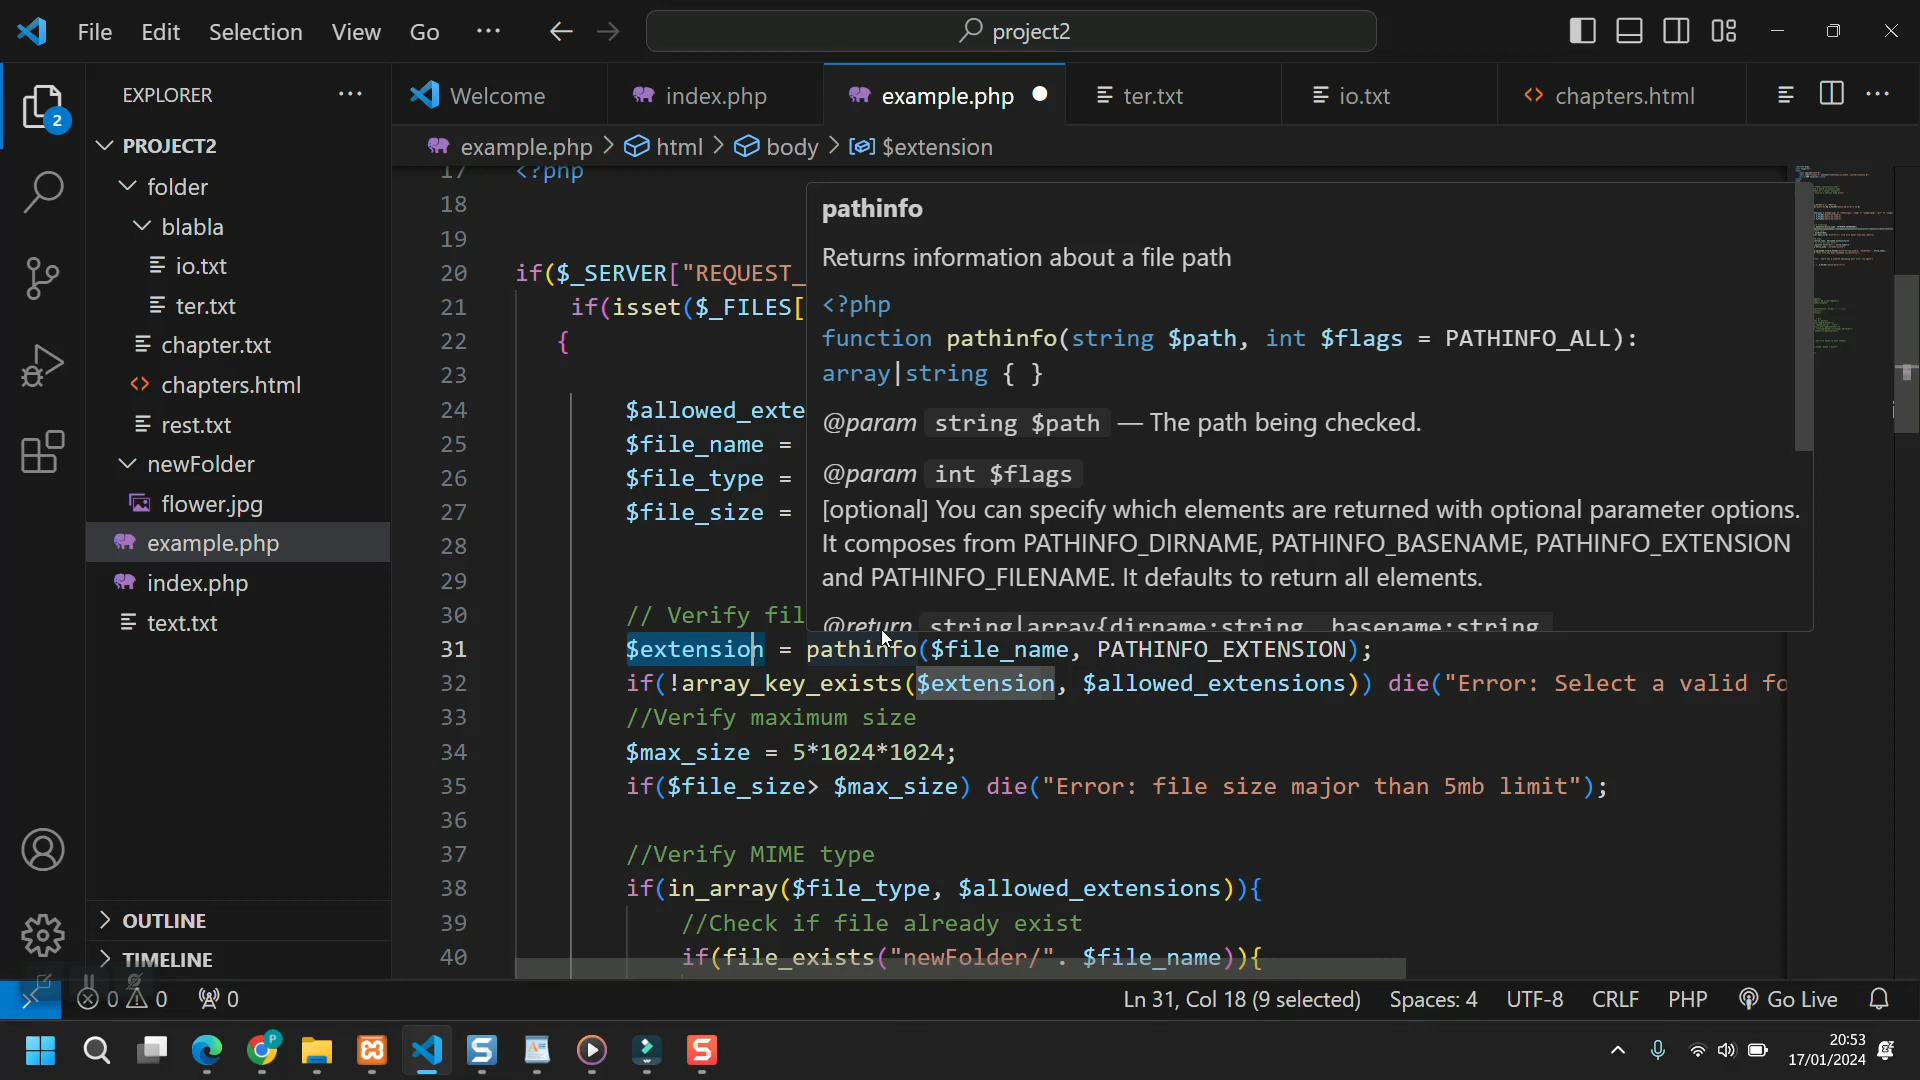 File Edit Selection View Go ··· project2
EXPLORER
2
PROJECT2
folder
blabla
io.txt
ter.txt
chapter.txt
chapters.html
rest.txt
newFolder
flower.jpg
example.php
index.php
text.txt
OUTLINE
TIMELINE
Welcome index.php example.php ter.txt io.txt chapters.html
example.php > html > body > $extension
17 <?php
18
19
20 if($_SERVER["REQUEST_
21 if(isset($_FILES[
22 {
23
24 $allowed_exte
25 $file_name =
26 $file_type =
27 $file_size =
28
29
30 // Verify fil
31 $extension = pathinfo($file_name, PATHINFO_EXTENSION);
32 if(!array_key_exists($extension, $allowed_extensions)) die("Error: Select a valid fo
33 //Verify maximum size
34 $max_size = 5*1024*1024;
35 if($file_size> $max_size) die("Error: file size major than 5mb limit");
36
37 //Verify MIME type
38 if(in_array($file_type, $allowed_extensions)){
39 //Check if file already exist
40 if(file_exists("newFolder/". $file_name)){
pathinfo
Returns information about a file path
<?php
function pathinfo(string $path, int $flags = PATHINFO_ALL):
array|string { }
@param string $path — The path being checked.
@param int $flags
[optional] You can specify which elements are returned with optional parameter options.
It composes from PATHINFO_DIRNAME, PATHINFO_BASENAME, PATHINFO_EXTENSION
and PATHINFO_FILENAME. It defaults to return all elements.
@return string|array{dirname:string, basename:string,
0 0 0 Ln 31, Col 18 (9 selected) Spaces: 4 UTF-8 CRLF PHP Go Live
20:53
17/01/2024